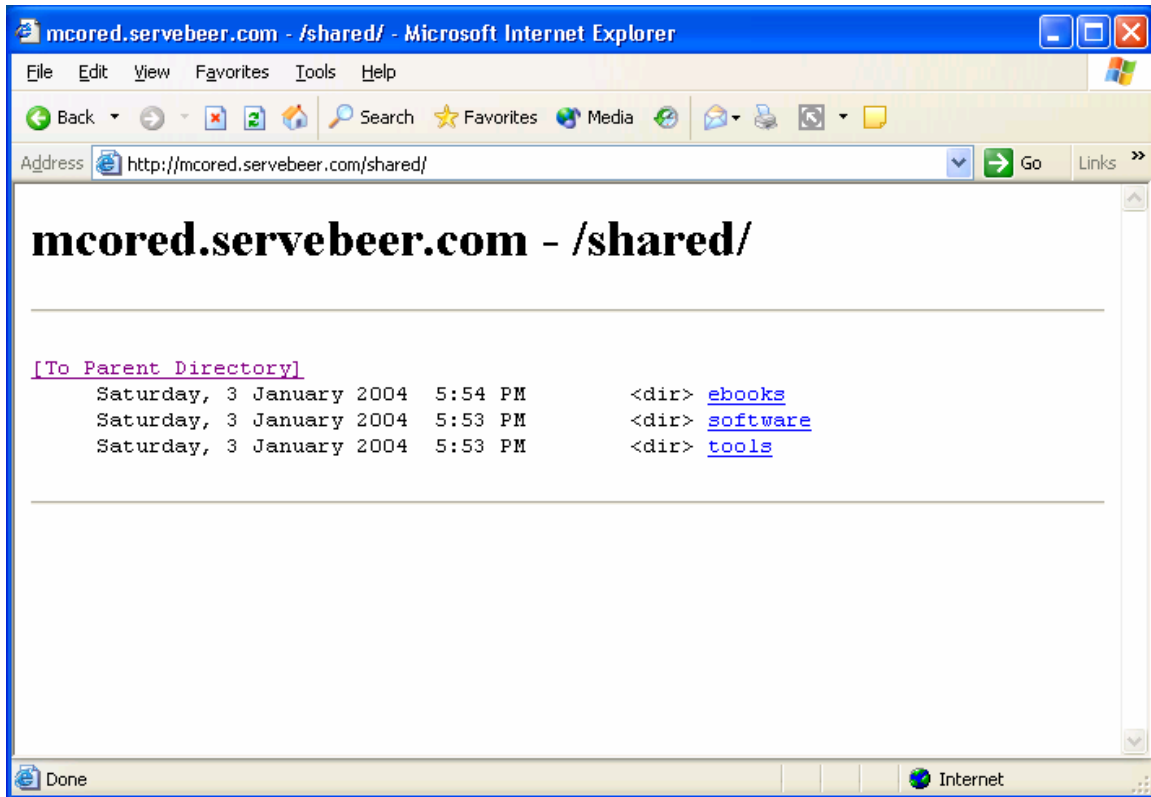 mcored.servebeer.com - /shared/ - Microsoft Internet Explorer
File Edit View Favorites Tools Help
Back Search Favorites Media
Address http://mcored.servebeer.com/shared/ Go Links »
mcored.servebeer.com - /shared/
[To Parent Directory]
Saturday, 3 January 2004 5:54 PM <dir> ebooks
Saturday, 3 January 2004 5:53 PM <dir> software
Saturday, 3 January 2004 5:53 PM <dir> tools
Done Internet